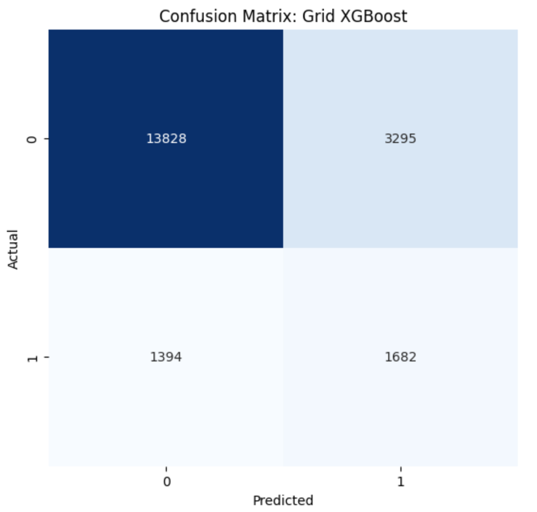 Confusion Matrix: Grid XGBoost
Actual
0
13828
3295
1
1394
1682
0
1
Predicted